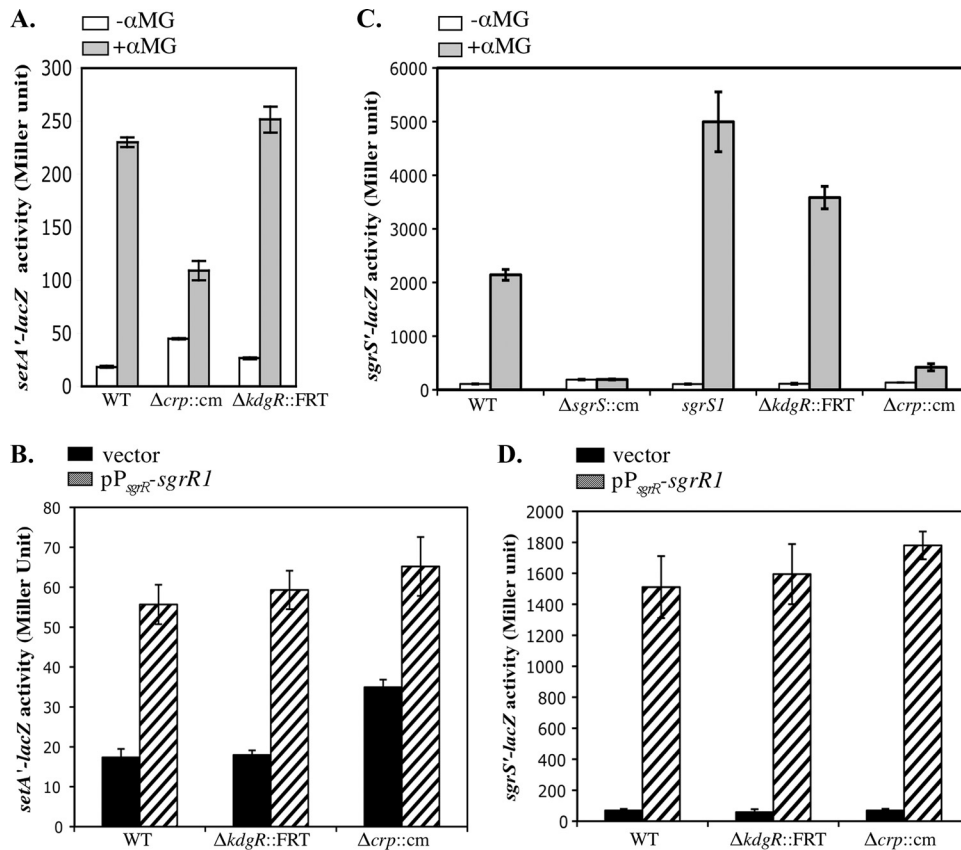 A.
-αMG
+αMG
setA'-lacZ activity (Miller unit)
300
250
200
150
100
50
0
WT
Δcrp::cm
ΔkdgR::FRT
C.
-αMG
+αMG
sgrS'-lacZ activity (Miller unit)
6000
5000
4000
3000
2000
1000
0
WT
ΔsgrS::cm
sgrS1
ΔkdgR::FRT
Δcrp::cm
B.
vector
pPsgrR-sgrR1
setA'-lacZ activity (Miller Unit)
80
70
60
50
40
30
20
10
0
WT
ΔkdgR::FRT
Δcrp::cm
D.
vector
pPsgrR-sgrR1
sgrS'-lacZ activity (Miller unit)
2000
1800
1600
1400
1200
1000
800
600
400
200
0
WT
ΔkdgR::FRT
Δcrp::cm